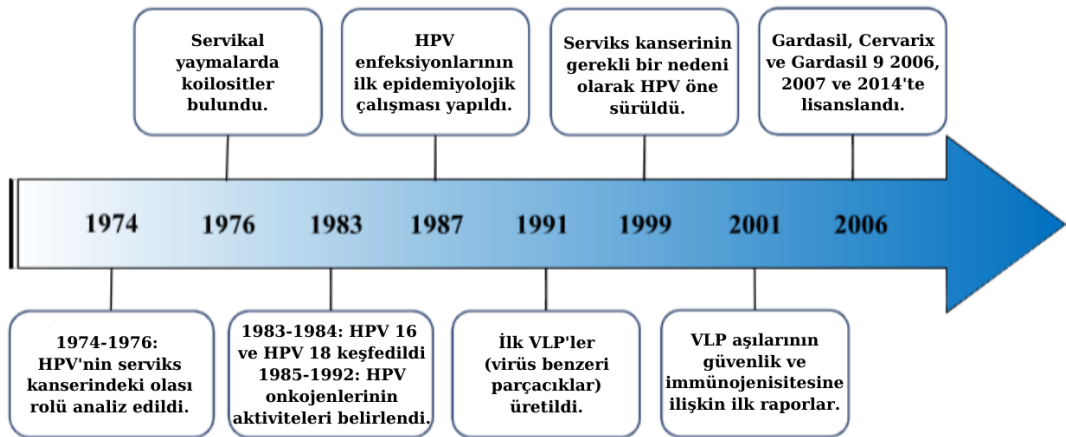 Servikal
yaymalarda
koilositler
bulundu.
HPV
enfeksiyonlarının
ilk epidemiyolojik
çalışması yapıldı.
Serviks kanserinin
gerekli bir nedeni
olarak HPV öne
sürüldü.
Gardasil, Cervarix
ve Gardasil 9 2006,
2007 ve 2014'te
lisanslandı.
1974 1976 1983 1987 1991 1999 2001 2006
1974-1976:
HPV'nin serviks
kanserindeki olası
rolü analiz edildi.
1983-1984: HPV 16
ve HPV 18 keşfedildi
1985-1992: HPV
onkojenlerinin
aktiviteleri belirlendi.
İlk VLP'ler
(virüs benzeri
parçacıklar)
üretildi.
VLP aşılarının
güvenlik ve
immünojenisitesine
ilişkin ilk raporlar.